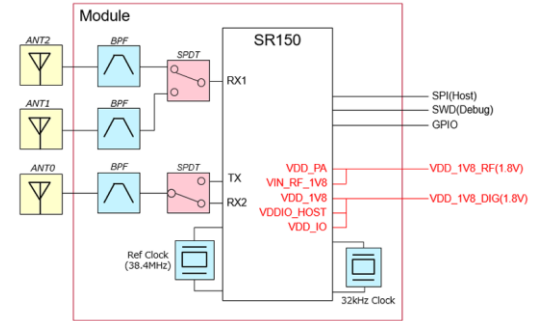 Module
ANT2
BPF
SPDT
SR150
RX1
ANT1
BPF
SPI(Host)
SWD(Debug)
GPIO
ANT0
BPF
SPDT
TX
RX2
VDD_PA
VDD_1V8_RF(1.8V)
VIN_RF_1V8
VDD_1V8
VDD_1V8_DIG(1.8V)
VDDIO_HOST
VDD_IO
Ref Clock
(38.4MHz)
32kHz Clock